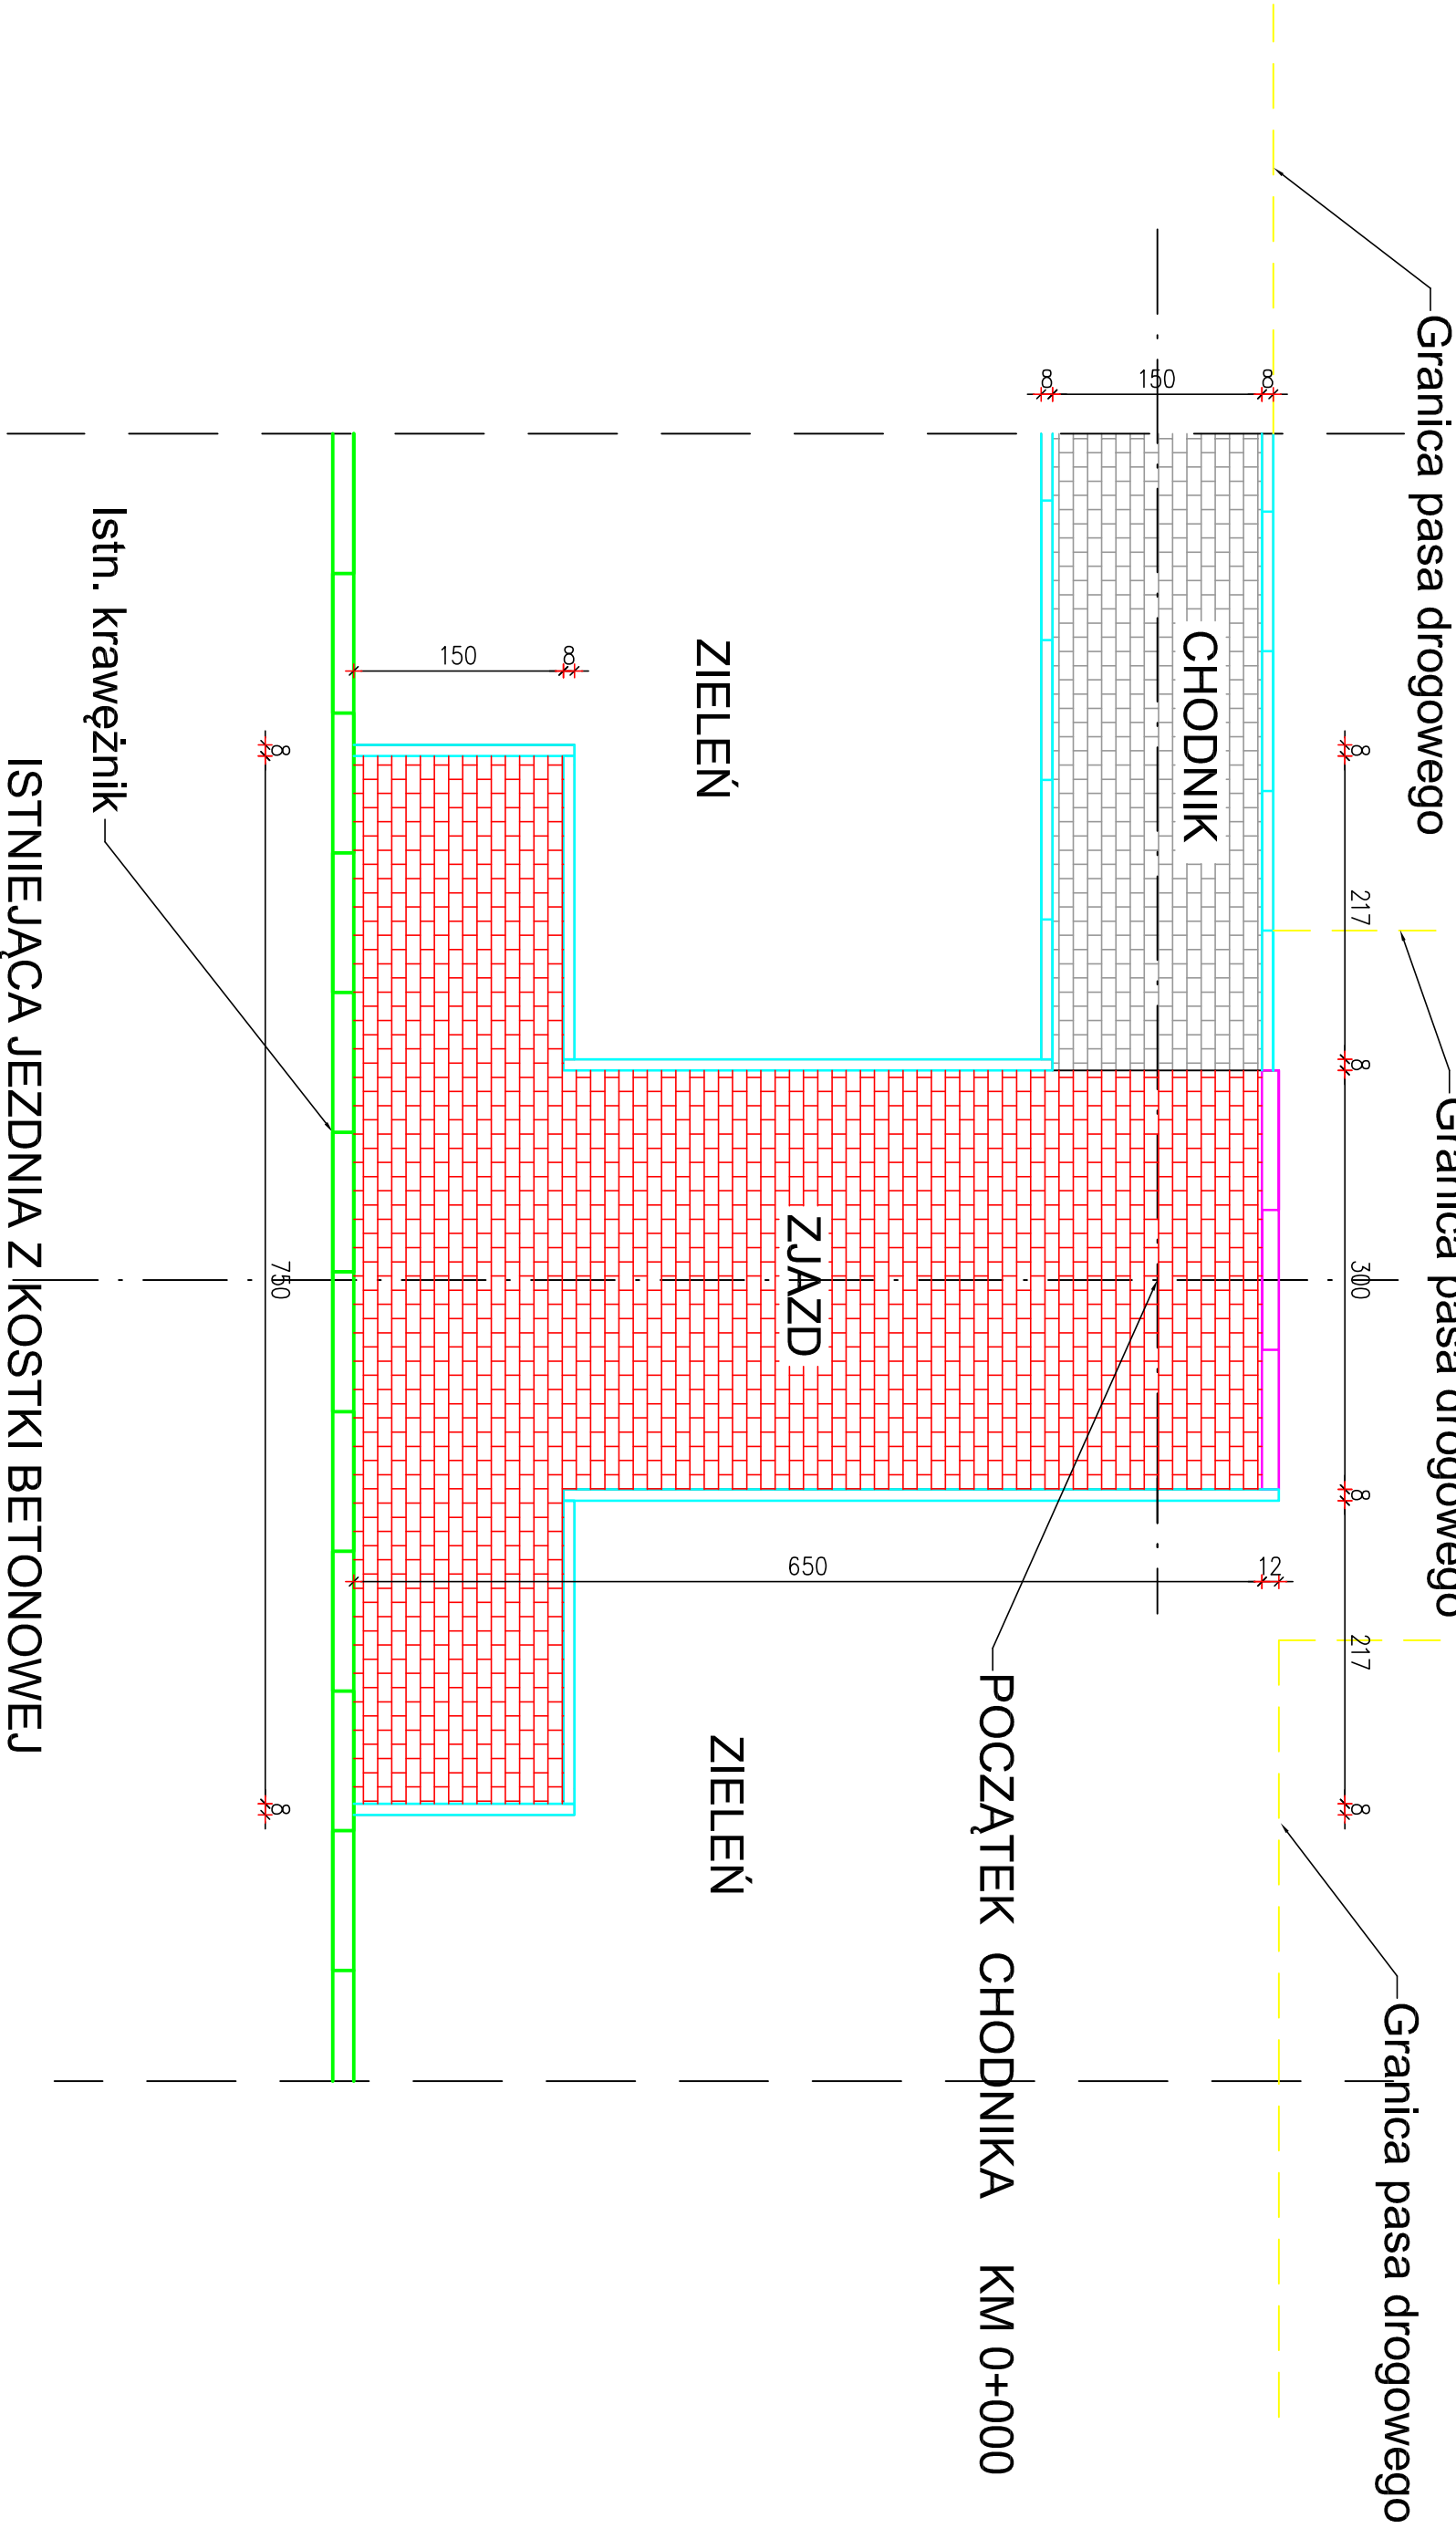 Granica pasa drogowego
Granica pasa drogowego
Granica pasa drogowego
8
217
8
300
8
217
8
8
150
8
CHODNIK
12
POCZĄTEK CHODNIKA KM 0+000
650
ZJAZD
ZIELEŃ
ZIELEŃ
150
8
8
750
8
Istn. krawężnik
ISTNIEJĄCA JEZDNIA Z KOSTKI BETONOWEJ